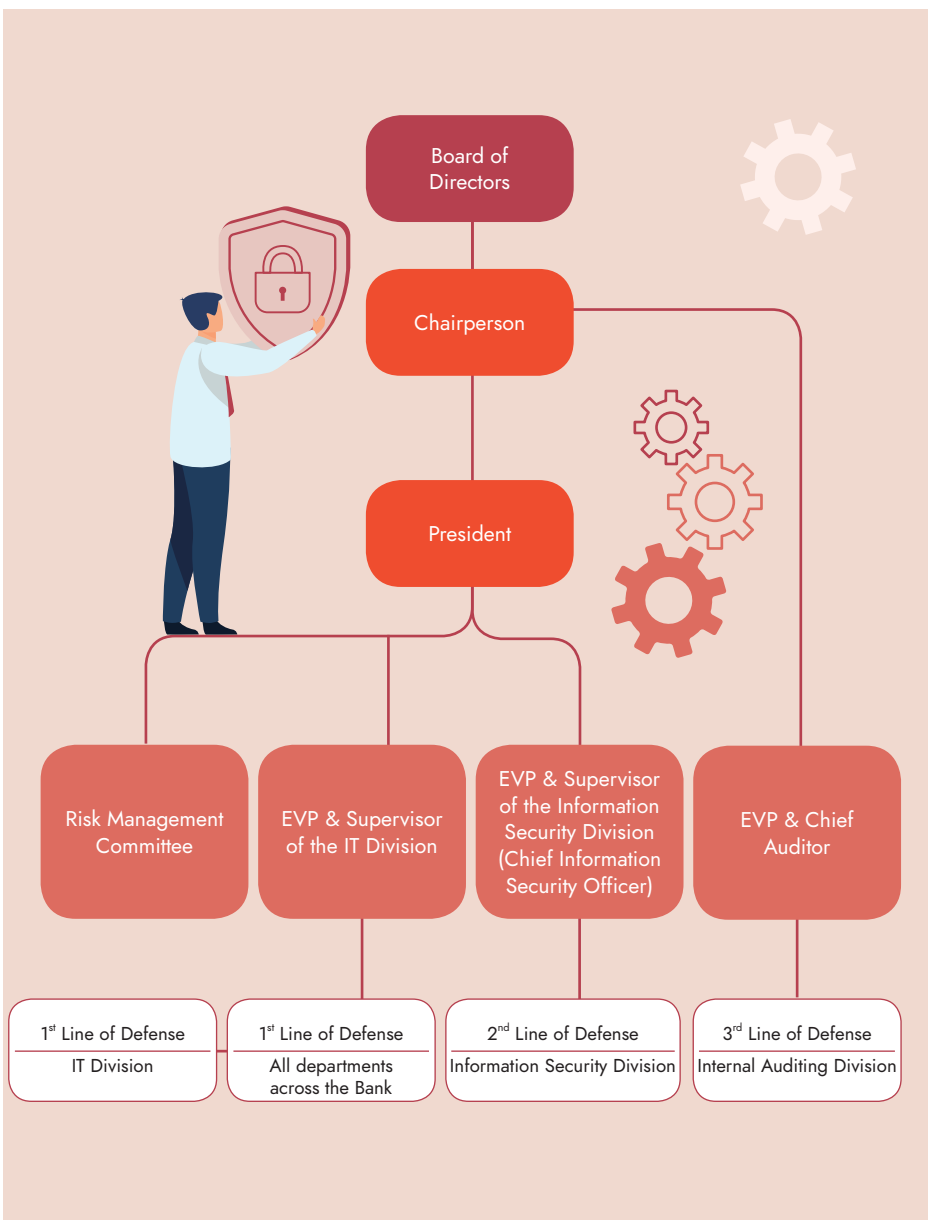 Board of
Directors
Chairperson
President
Risk Management
Committee
EVP & Supervisor
of the IT Division
EVP & Supervisor
of the Information
Security Division
(Chief Information
Security Officer)
EVP & Chief
Auditor
1st Line of Defense
IT Division
1st Line of Defense
All departments
across the Bank
2nd Line of Defense
Information Security Division
3rd Line of Defense
Internal Auditing Division